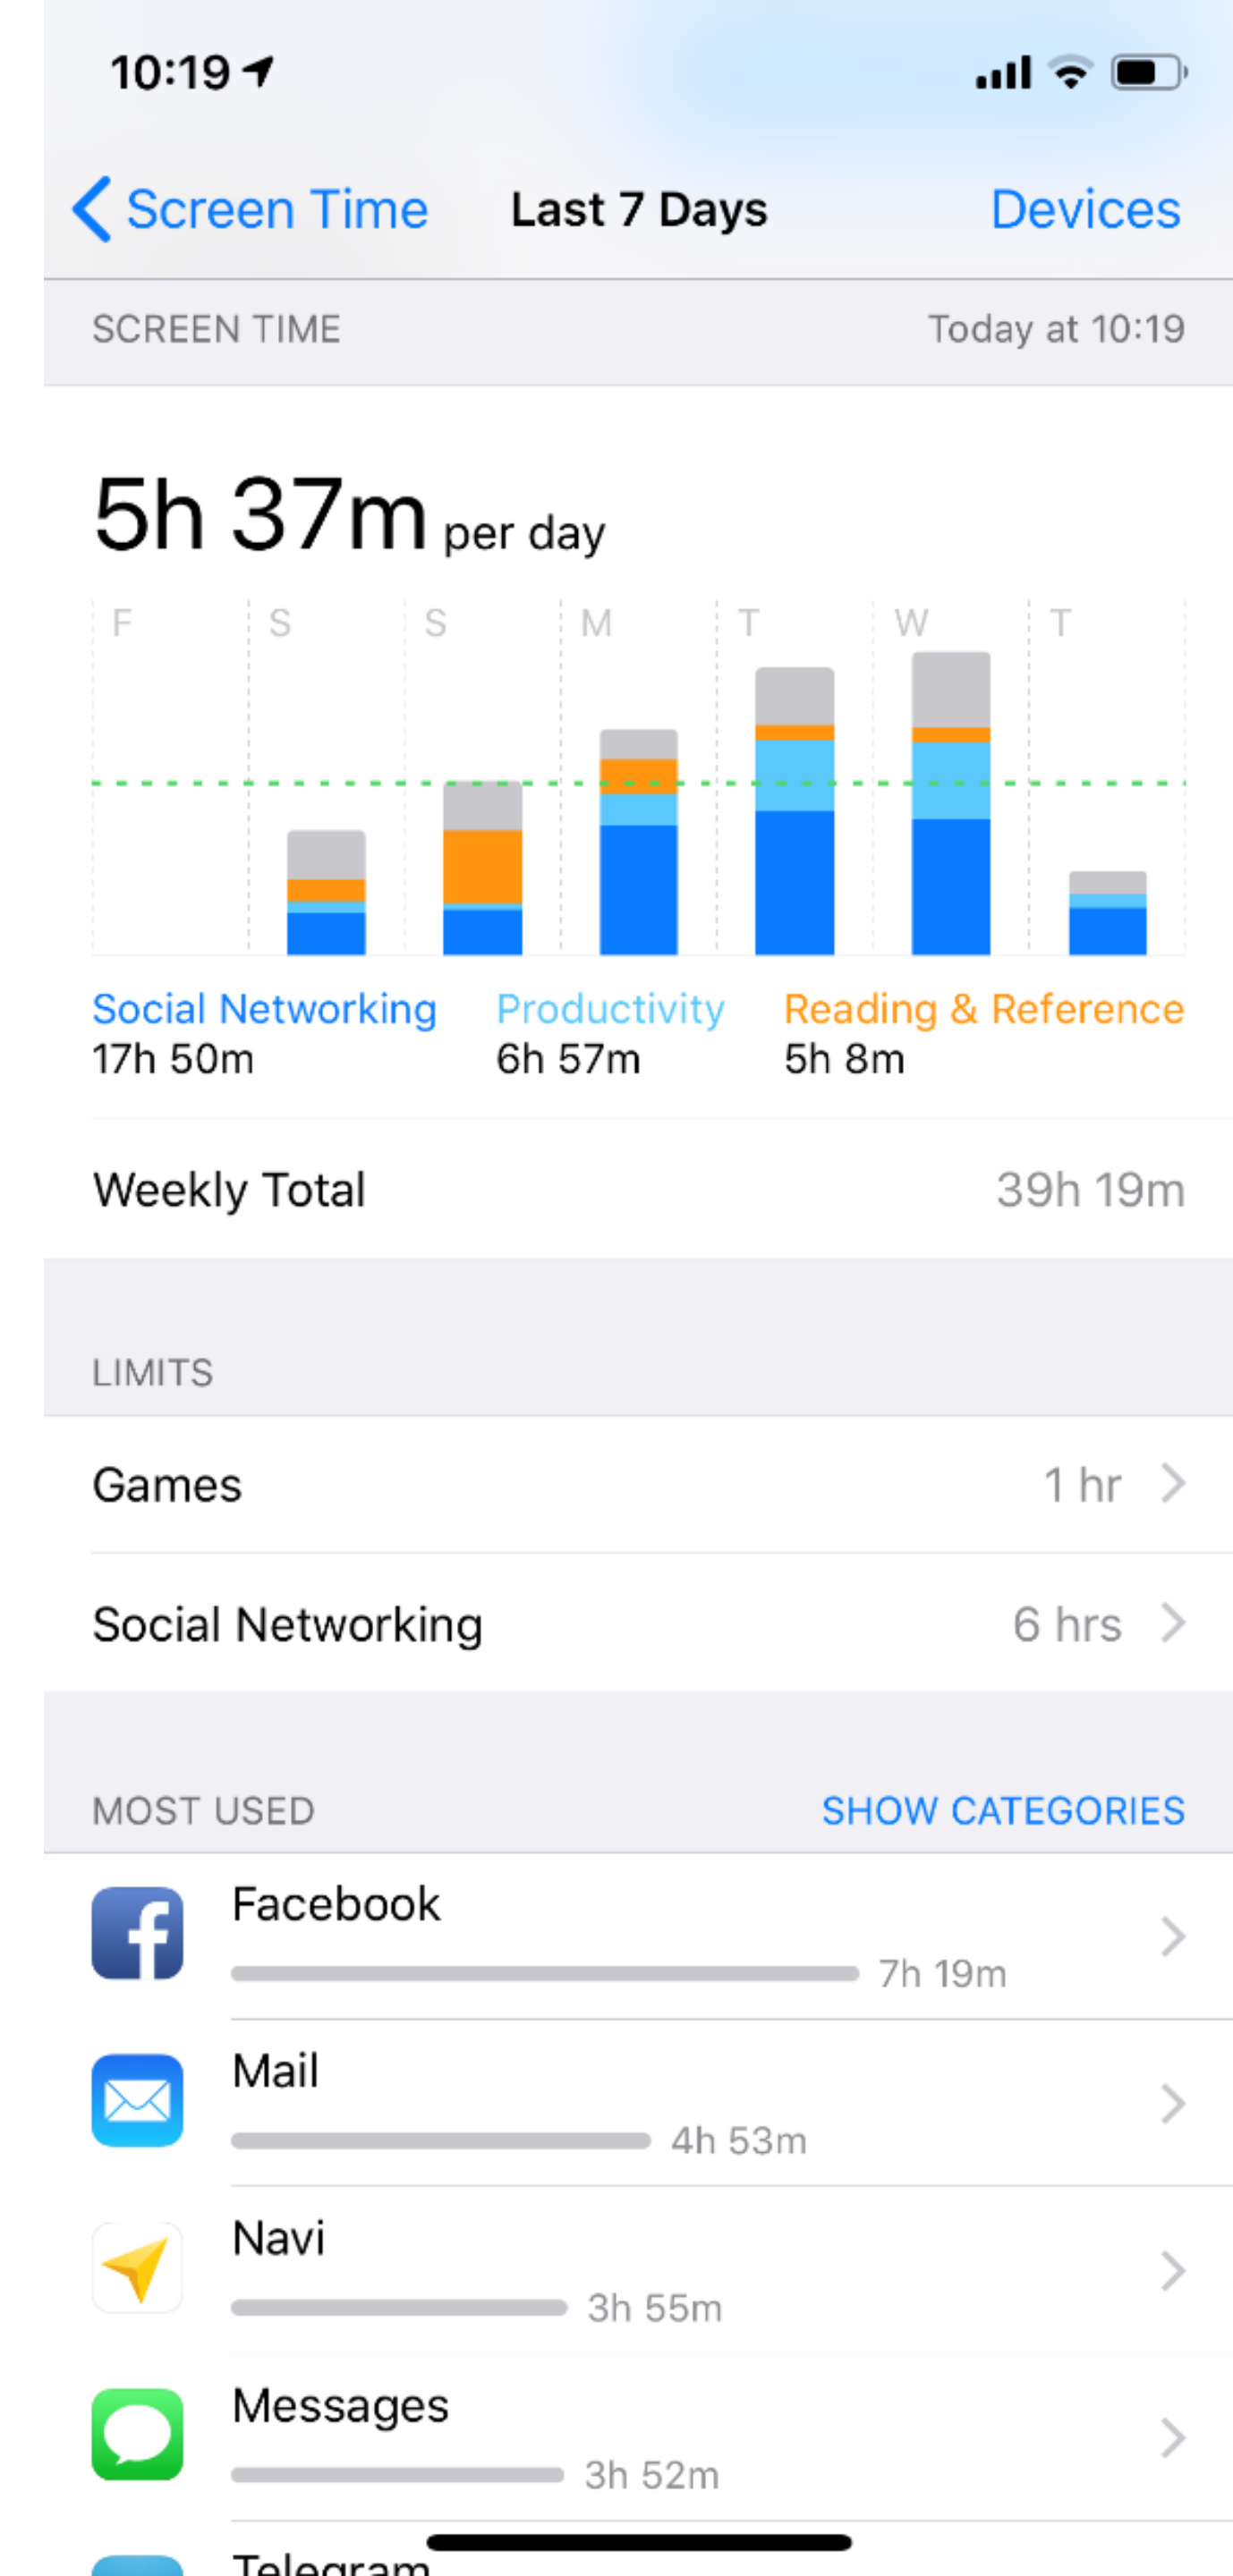 10:19
Screen Time Last 7 Days Devices
SCREEN TIME Today at 10:19
5h 37m per day
F S S M T W T
Social Networking Productivity Reading & Reference
17h 50m 6h 57m 5h 8m
Weekly Total 39h 19m
LIMITS
Games 1 hr
Social Networking 6 hrs
MOST USED SHOW CATEGORIES
Facebook
7h 19m
Mail
4h 53m
Navi
3h 55m
Messages
3h 52m
Telegram